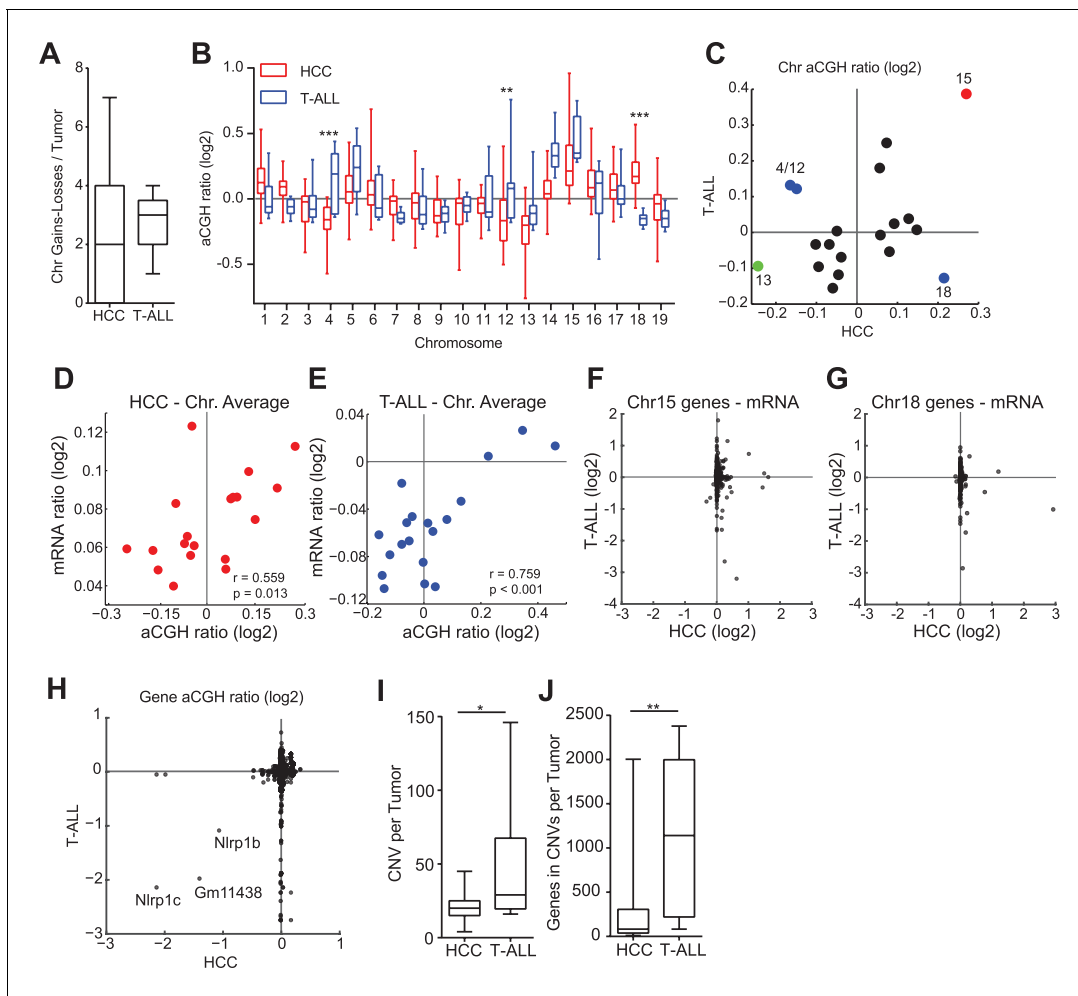 A
Chr Gains-Losses / Tumor
8
6
4
2
0
HCC T-ALL
B
HCC
T-ALL
aCGH ratio (log2)
1.0
0.5
0.0
-0.5
***
**
***
1 2 3 4 5 6 7 8 9 10 11 12 13 14 15 16 17 18 19
Chromosome
C
Chr aCGH ratio (log2)
T-ALL
0.4
0.3
0.2
0.1
0
−0.1
−0.2
15
4/12
13
18
−0.2 −0.1 0 0.1 0.2 0.3
HCC
D
HCC - Chr. Average
mRNA ratio (log2)
0.12
0.1
0.08
0.06
0.04
r = 0.559
p = 0.013
−0.3 −0.15 0 0.15 0.3
aCGH ratio (log2)
E
T-ALL - Chr. Average
mRNA ratio (log2)
0.04
0
−0.04
−0.08
−0.12
r = 0.759
p < 0.001
−0.2 0 0.2 0.4
aCGH ratio (log2)
F
Chr15 genes - mRNA
T-ALL (log2)
2
1
0
−1
−2
−3
−4
−3 −2 −1 0 1 2 3
HCC (log2)
G
Chr18 genes - mRNA
T-ALL (log2)
2
1
0
−1
−2
−3
−4
−3 −2 −1 0 1 2 3
HCC (log2)
H
Gene aCGH ratio (log2)
T-ALL
1
0
−1
−2
−3
Nlrp1b
Gm11438
Nlrp1c
−3 −2 −1 0 1
HCC
I
CNV per Tumor
150
100
50
0
*
HCC T-ALL
J
Genes in CNVs per Tumor
2500
2000
1500
1000
500
0
**
HCC T-ALL